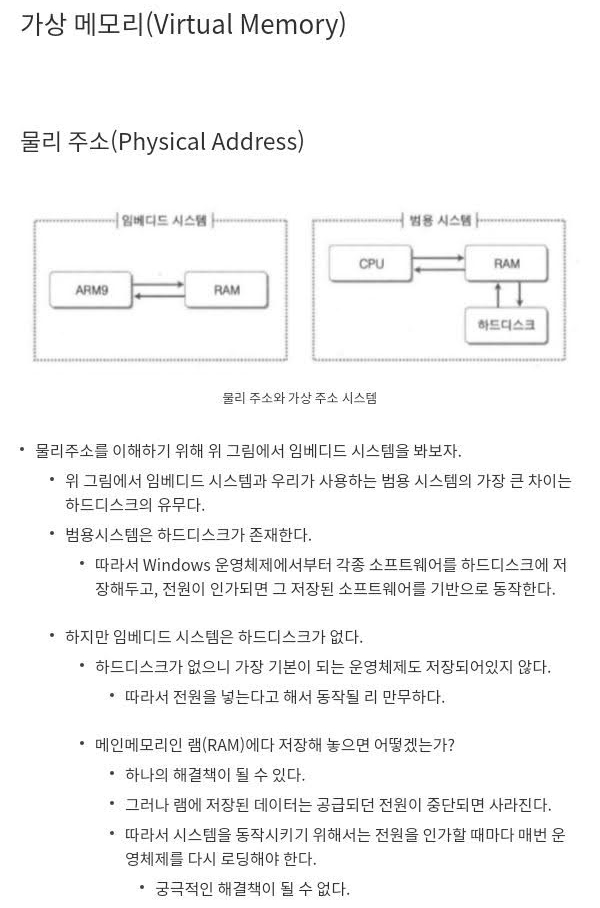 가상 메모리(Virtual Memory)
물리 주소(Physical Address)
임베디드 시스템
범용 시스템
ARM9
RAM
CPU
RAM
하드디스크
물리 주소와 가상 주소 시스템
• 물리주소를 이해하기 위해 위 그림에서 임베디드 시스템을 봐보자.
• 위 그림에서 임베디드 시스템과 우리가 사용하는 범용 시스템의 가장 큰 차이는
하드디스크의 유무다.
• 범용시스템은 하드디스크가 존재한다.
• 따라서 Windows 운영체제에서부터 각종 소프트웨어를 하드디스크에 저
장해두고, 전원이 인가되면 그 저장된 소프트웨어를 기반으로 동작한다.
• 하지만 임베디드 시스템은 하드디스크가 없다.
• 하드디스크가 없으니 가장 기본이 되는 운영체제도 저장되어있지 않다.
• 따라서 전원을 넣는다고 해서 동작될 리 만무하다.
• 메인메모리인 램(RAM)에다 저장해 놓으면 어떻겠는가?
• 하나의 해결책이 될 수 있다.
• 그러나 램에 저장된 데이터는 공급되던 전원이 중단되면 사라진다.
• 따라서 시스템을 동작시키기 위해서는 전원을 인가할 때마다 매번 운
영체제를 다시 로딩해야 한다.
• 궁극적인 해결책이 될 수 없다.